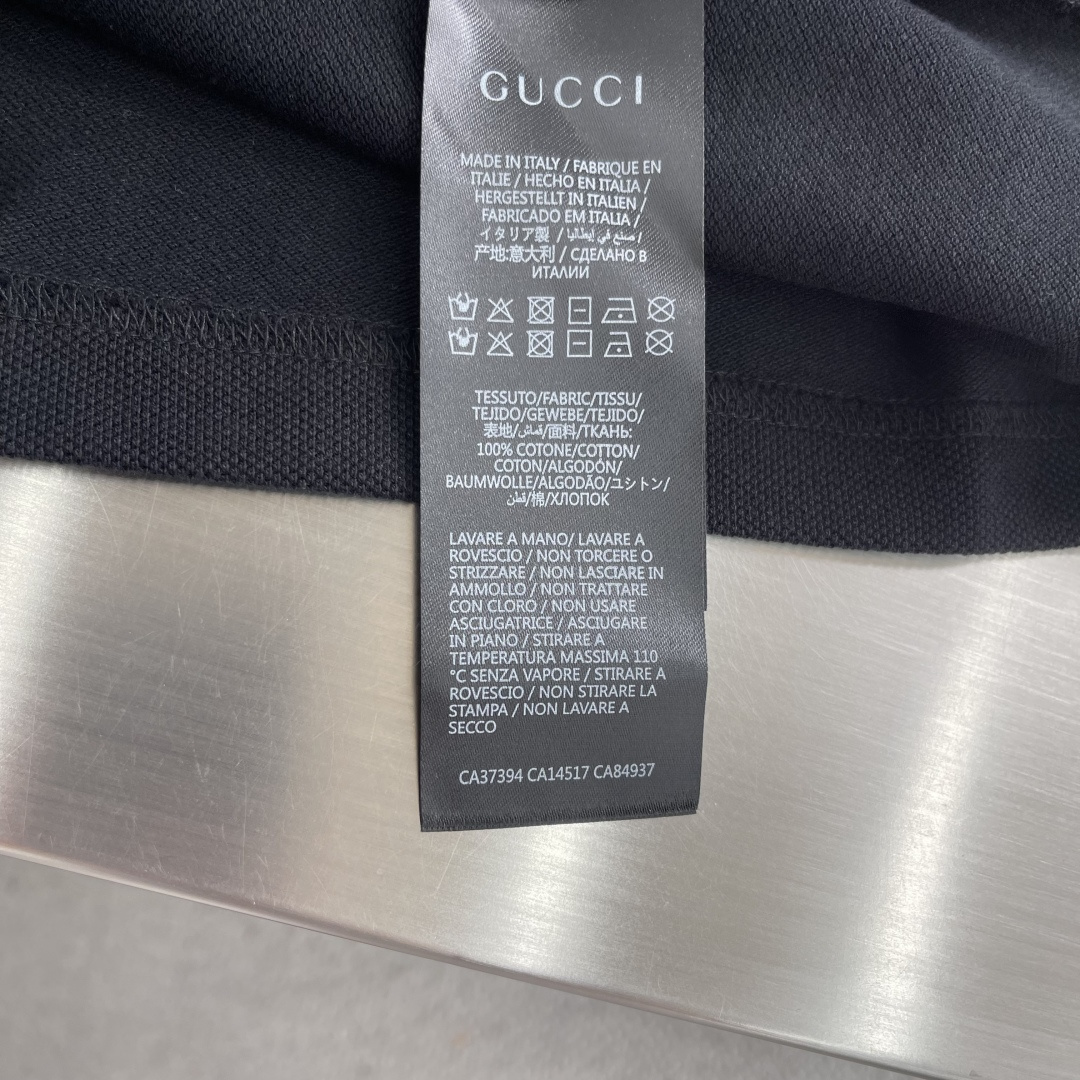 GUCCI
MADE IN ITALY / FABRIQUE EN
ITALIE / HECHO EN ITALIA /
HERGESTELLT IN ITALIEN /
FABRICADO EM ITALIA /
イタリア製 / صنع في إيطاليا /
产地:意大利 / СДЕЛАНО В
ИТАЛИИ
TESSUTO/FABRIC/TISSU/
TEJIDO/GEWEBE/TEJIDO/
表地/قماش/面料/ТКАНЬ:
100% COTONE/COTTON/
COTON/ALGODÓN/
BAUMWOLLE/ALGODÃO/ユシトン/
قطن/棉/ХЛОПОК
LAVARE A MANO/ LAVARE A
ROVESCIO / NON TORCERE O
STRIZZARE / NON LASCIARE IN
AMMOLLO / NON TRATTARE
CON CLORO / NON USARE
ASCIUGATRICE / ASCIUGARE
IN PIANO / STIRARE A
TEMPERATURA MASSIMA 110
°C SENZA VAPORE / STIRARE A
ROVESCIO / NON STIRARE LA
STAMPA / NON LAVARE A
SECCO
CA37394 CA14517 CA84937